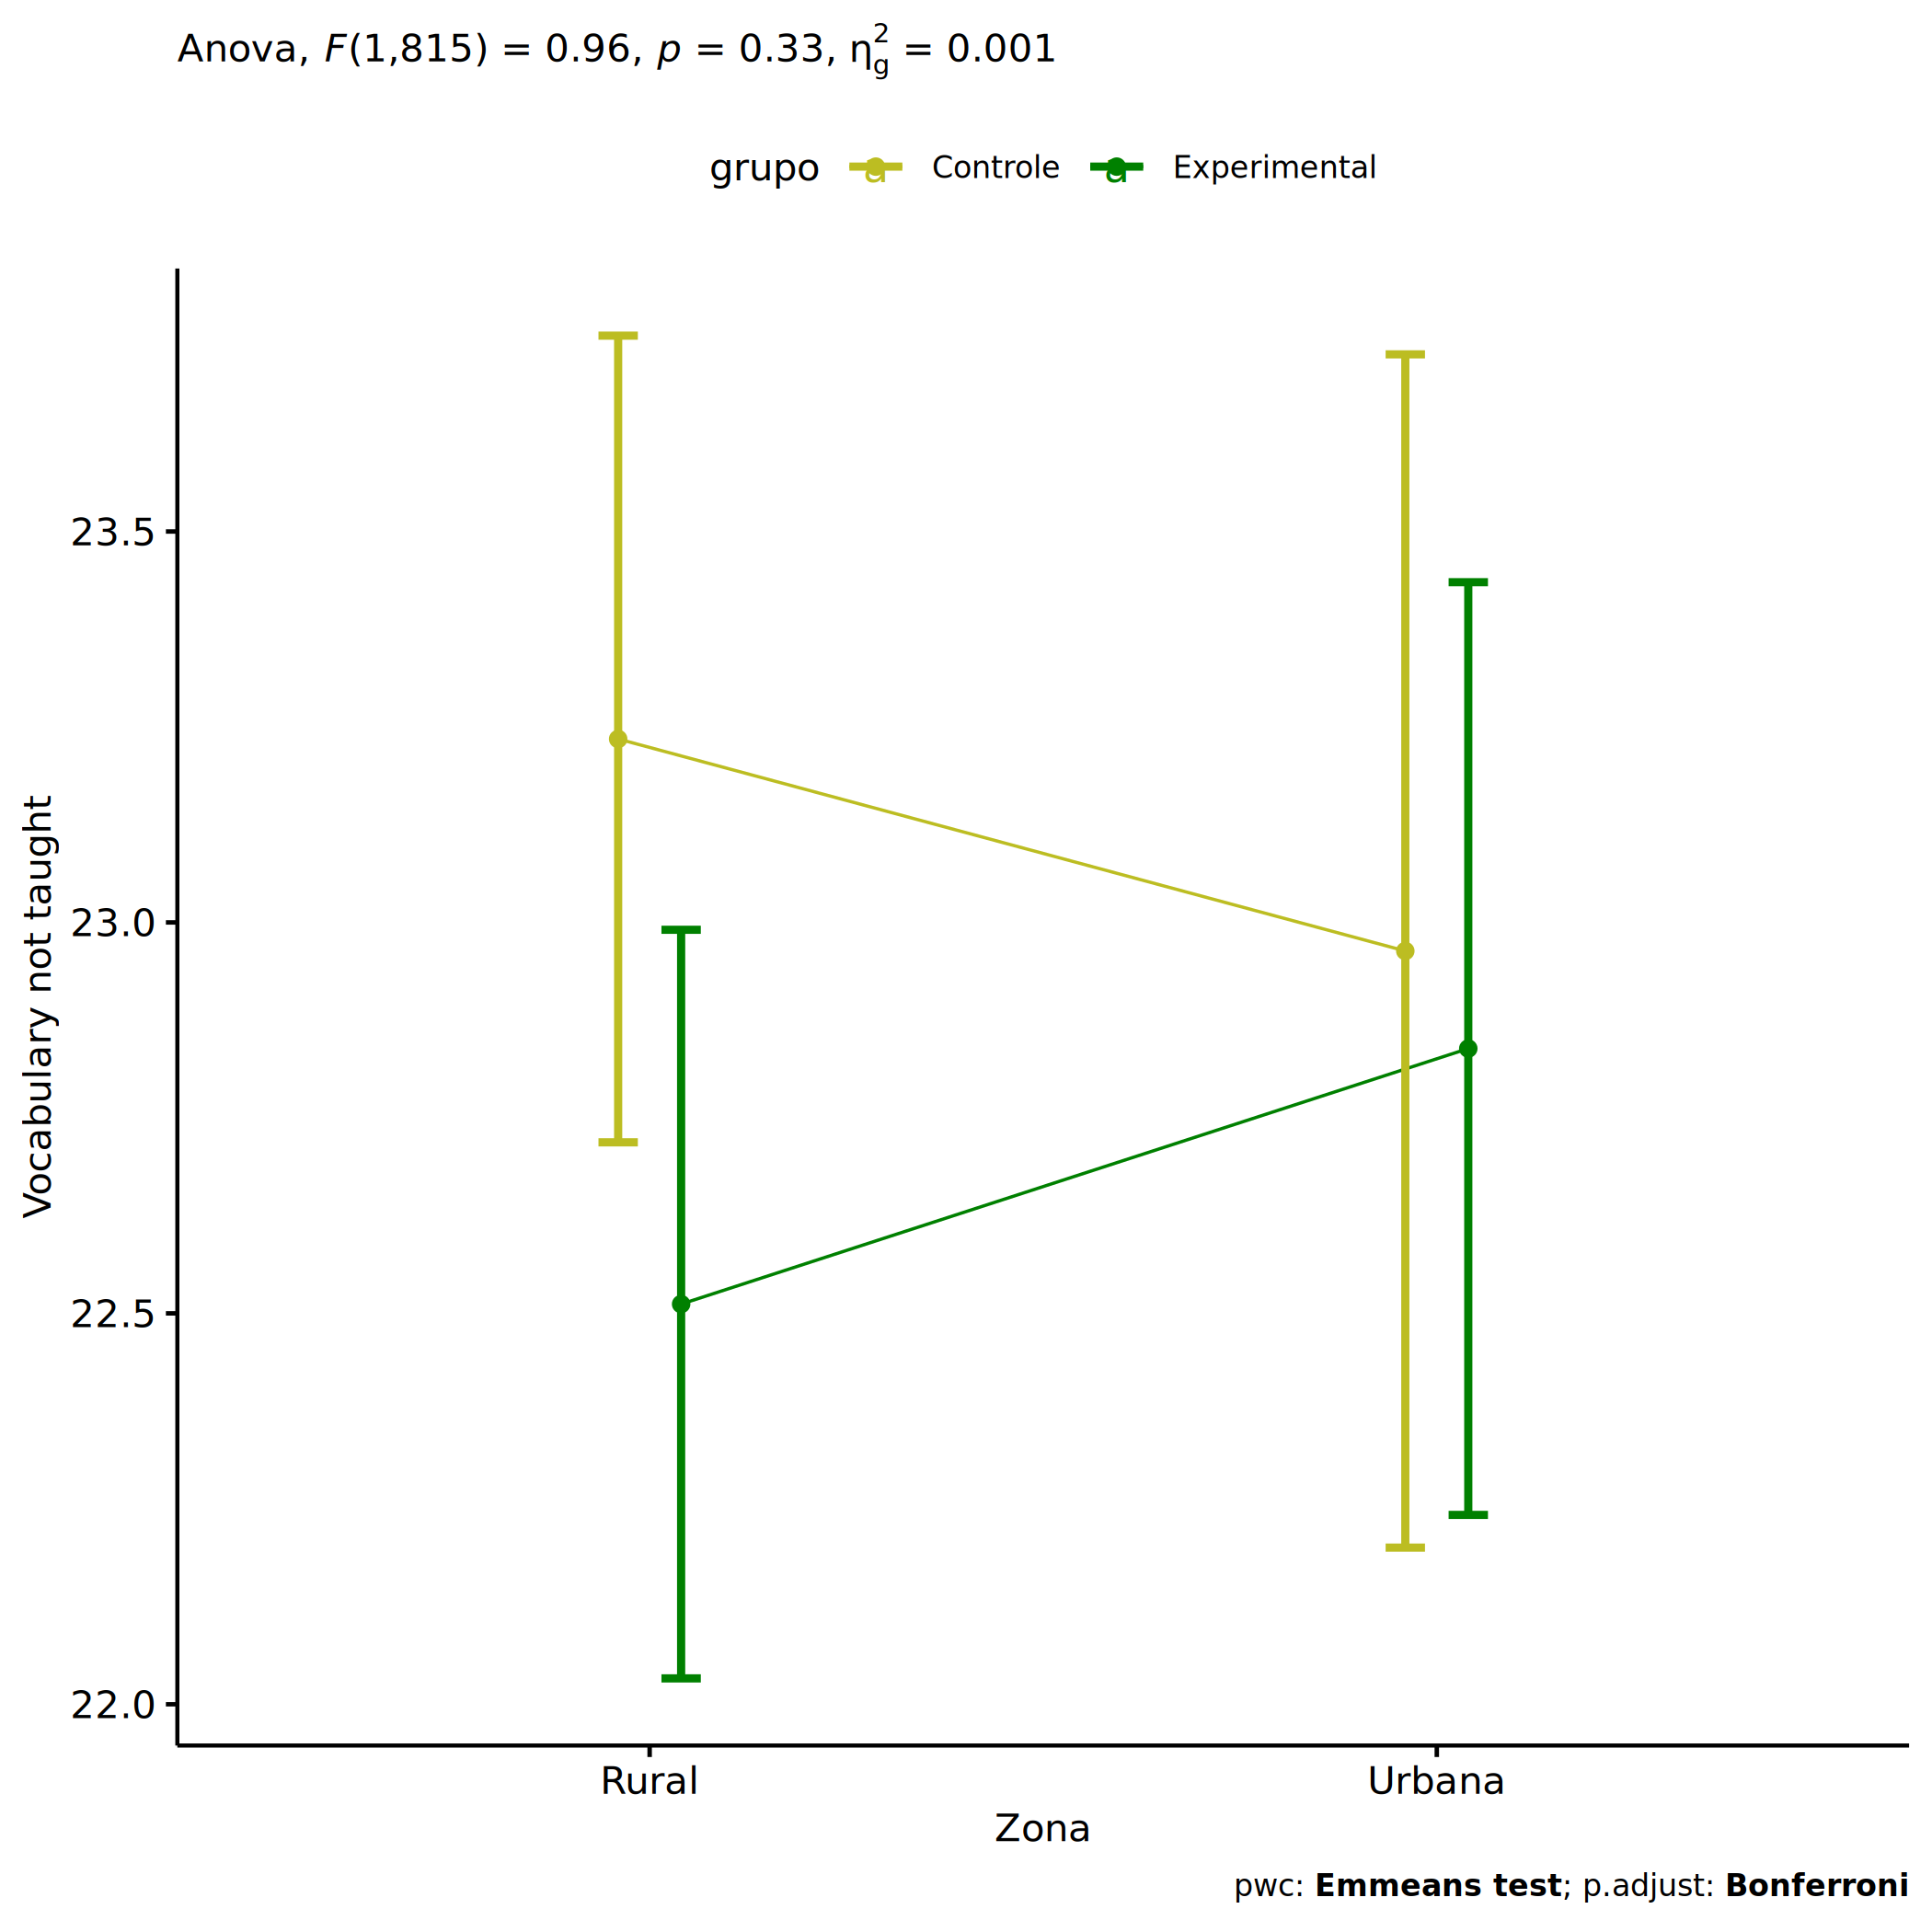 Anova, F(1,815) = 0.96, p = 0.33, η²g = 0.001
grupo a Controle a Experimental
23.5
23.0
22.5
22.0
Vocabulary not taught
Rural Urbana
Zona
pwc: Emmeans test; p.adjust: Bonferroni